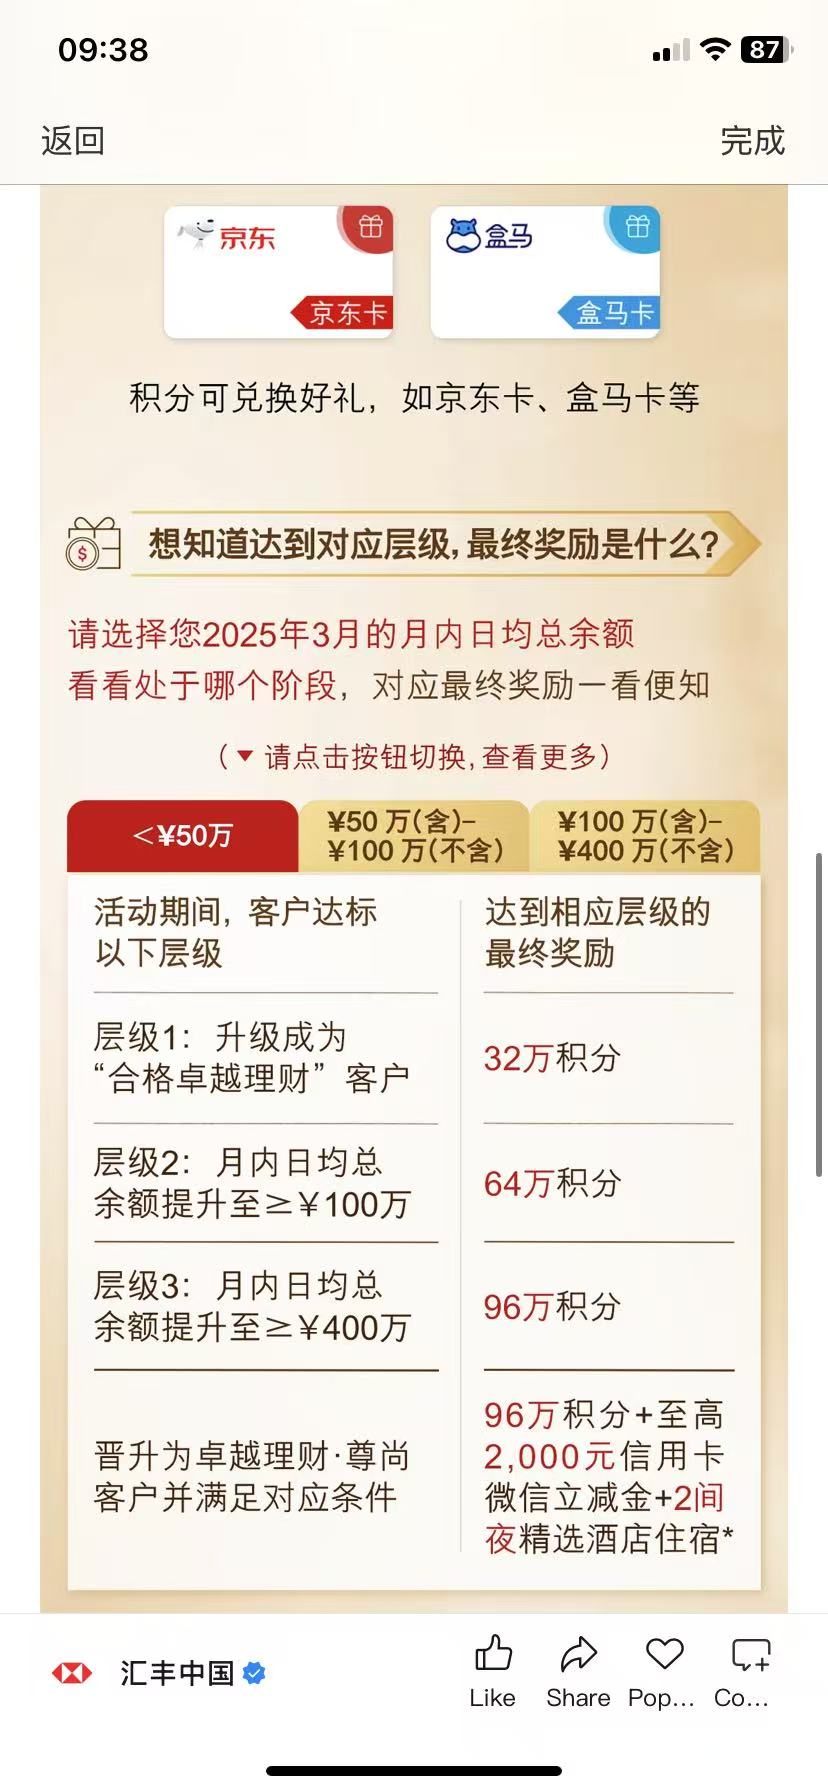 09:38
87
返回
完成
京东
京东卡
盒马
盒马卡
积分可兑换好礼，如京东卡、盒马卡等
$
想知道达到对应层级，最终奖励是什么？
请选择您2025年3月的月内日均总余额
看看处于哪个阶段，对应最终奖励一看便知
（▼请点击按钮切换，查看更多）
<¥50万
¥50 万(含)–
¥100 万(不含)
¥100 万(含)–
¥400 万(不含)
活动期间，客户达标
以下层级
达到相应层级的
最终奖励
层级1：升级成为
“合格卓越理财”客户
32万积分
层级2：月内日均总
余额提升至≥¥100万
64万积分
层级3：月内日均总
余额提升至≥¥400万
96万积分
晋升为卓越理财·尊尚
客户并满足对应条件
96万积分+至高
2,000元信用卡
微信立减金+2间
夜精选酒店住宿*
汇丰中国
Like
Share
Pop...
Co...